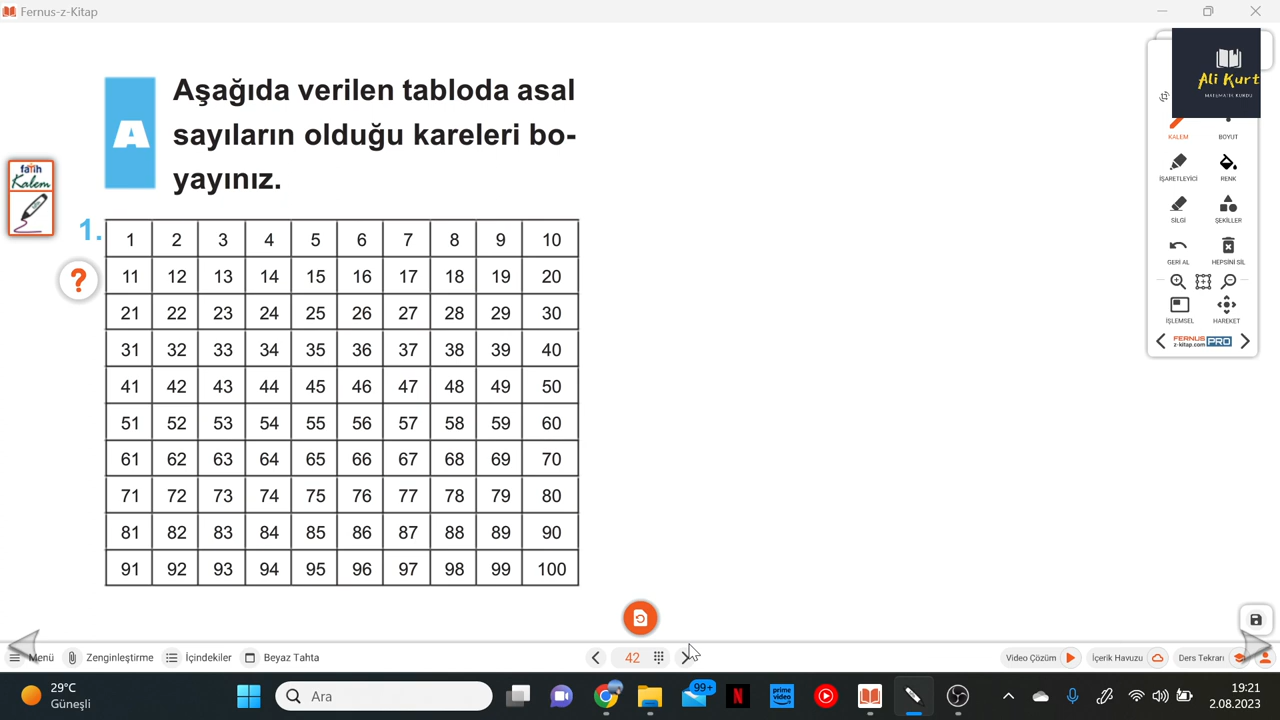 Fernus-z-Kitap
Ali Kurt
MATEMATİK KURDU
A
Aşağıda verilen tabloda asal
sayıların olduğu kareleri bo-
yayınız.
fatih
Kalem
1.
1 2 3 4 5 6 7 8 9 10
11 12 13 14 15 16 17 18 19 20
21 22 23 24 25 26 27 28 29 30
31 32 33 34 35 36 37 38 39 40
41 42 43 44 45 46 47 48 49 50
51 52 53 54 55 56 57 58 59 60
61 62 63 64 65 66 67 68 69 70
71 72 73 74 75 76 77 78 79 80
81 82 83 84 85 86 87 88 89 90
91 92 93 94 95 96 97 98 99 100
?
KALEM BOYUT
İŞARETLEYİCİ RENK
SİLGİ ŞEKİLLER
GERİ AL HEPSİNİ SİL
İŞLEMSEL HAREKET
FERNUS z-kitap.com PRO
Menü Zenginleştirme İçindekiler Beyaz Tahta 42 Video Çözüm İçerik Havuzu Ders Tekrarı
29°C
Güneşli
Ara
99+
prime video
19:21
2.08.2023